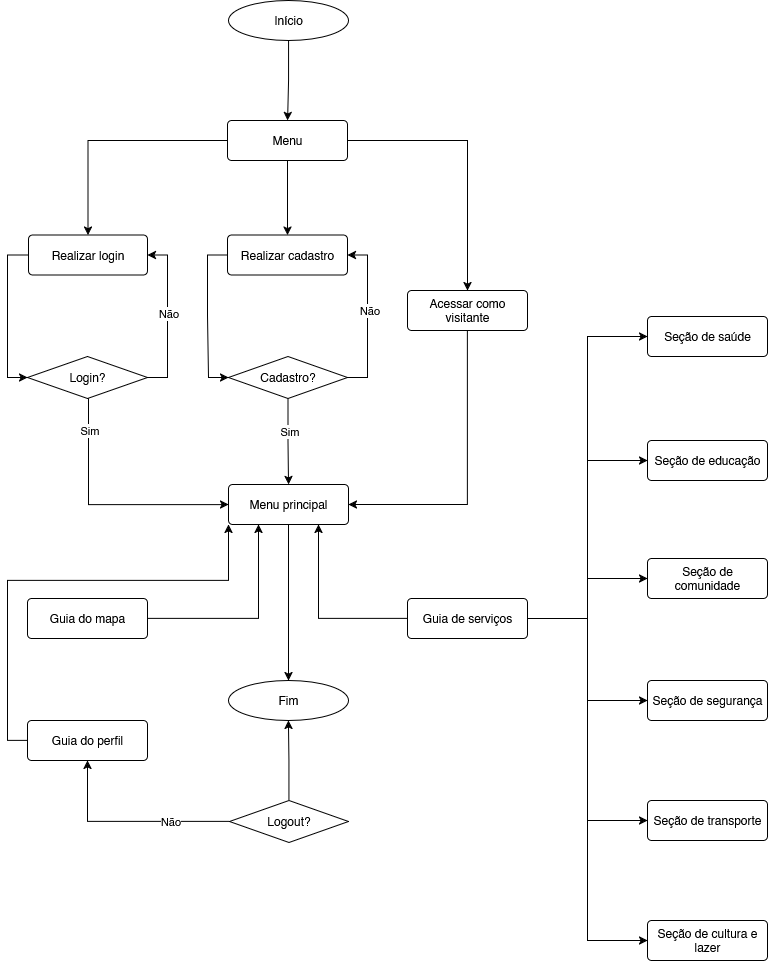 Início
Menu
Realizar login
Realizar cadastro
Não
Não
Acessar como
visitante
Seção de saúde
Login?
Cadastro?
Sim
Sim
Seção de educação
Menu principal
Seção de
comunidade
Guia do mapa
Guia de serviços
Fim
Seção de segurança
Guia do perfil
Não
Logout?
Seção de transporte
Seção de cultura e
lazer